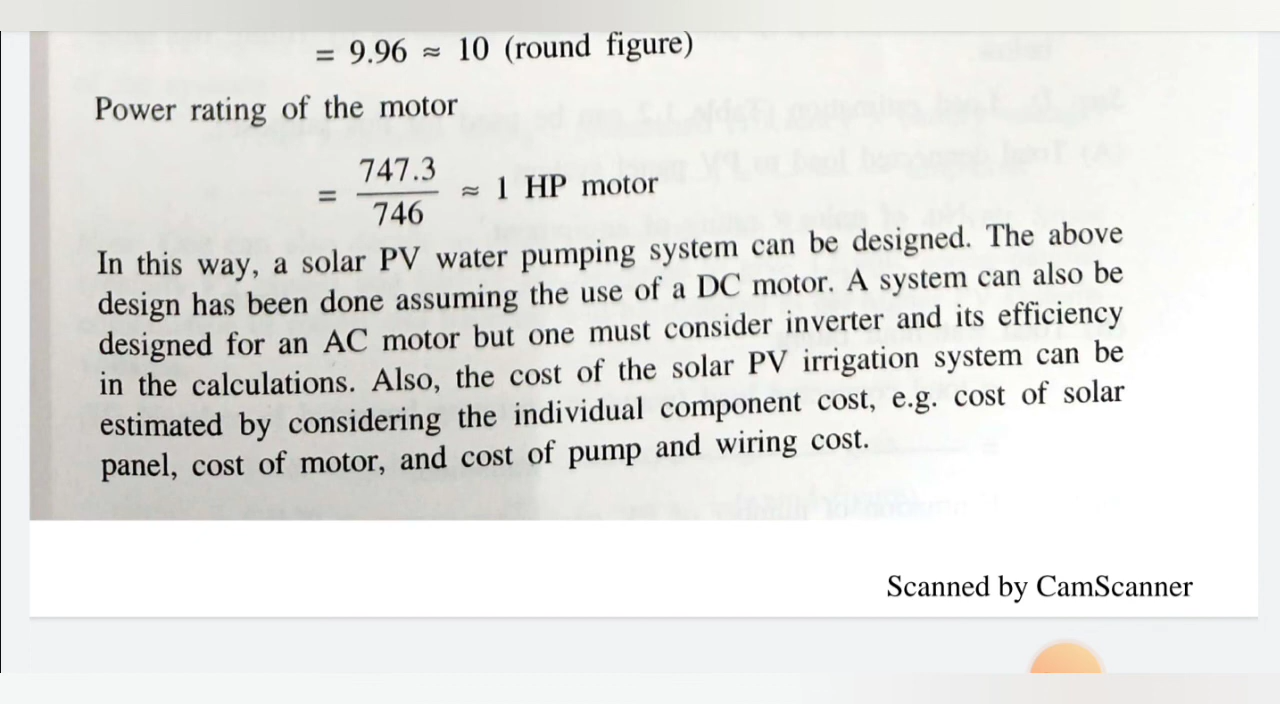 = 9.96 ≈ 10 (round figure)
Power rating of the motor
= 747.3 / 746 ≈ 1 HP motor
In this way, a solar PV water pumping system can be designed. The above
design has been done assuming the use of a DC motor. A system can also be
designed for an AC motor but one must consider inverter and its efficiency
in the calculations. Also, the cost of the solar PV irrigation system can be
estimated by considering the individual component cost, e.g. cost of solar
panel, cost of motor, and cost of pump and wiring cost.
Scanned by CamScanner